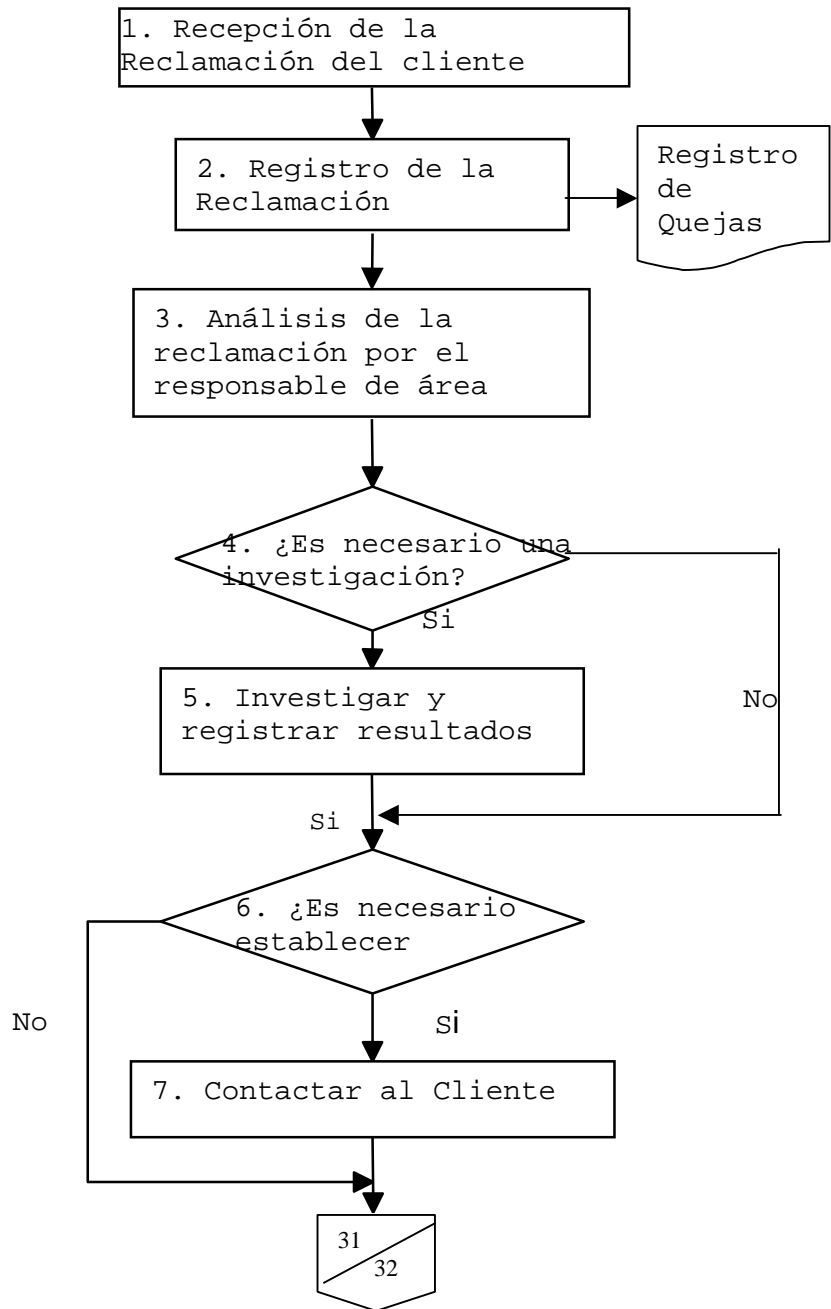 1. Recepción de la
Reclamación del cliente
2. Registro de la
Reclamación
Registro
de
Quejas
3. Análisis de la
reclamación por el
responsable de área
4. ¿Es necesario una
investigación?
Si
5. Investigar y
registrar resultados
No
Si
6. ¿Es necesario
establecer
No
Si
7. Contactar al Cliente
31
32